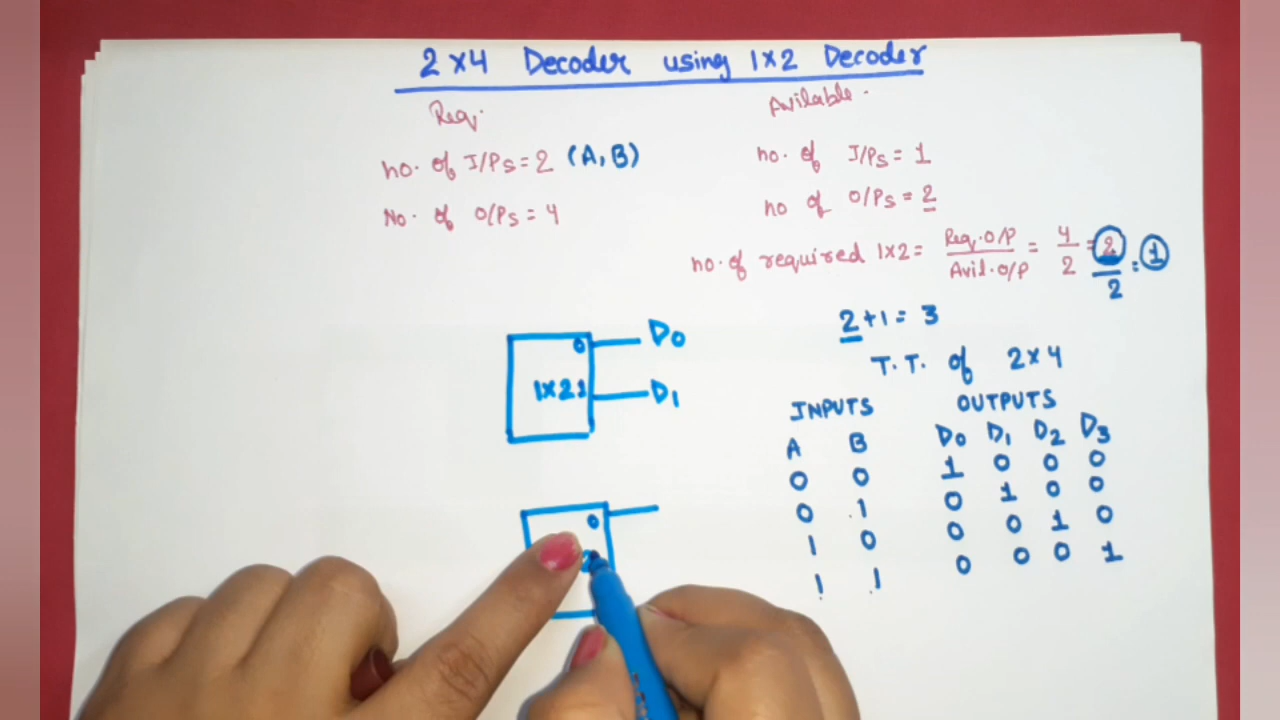 2x4 Decoder using 1x2 Decoder
Req.
no. of I/Ps = 2 (A, B)
No. of O/Ps = 4
Avilable.
no. of I/Ps = 1
no of O/Ps = 2
no. of required 1x2 = Req. O/P / Avil. O/P = 4/2 = 2/2 = 1
2+1 = 3
0 D0
1x2 1 D1
0
T.T. of 2x4
INPUTS OUTPUTS
A B D0 D1 D2 D3
0 0 1 0 0 0
0 1 0 1 0 0
1 0 0 0 1 0
1 1 0 0 0 1